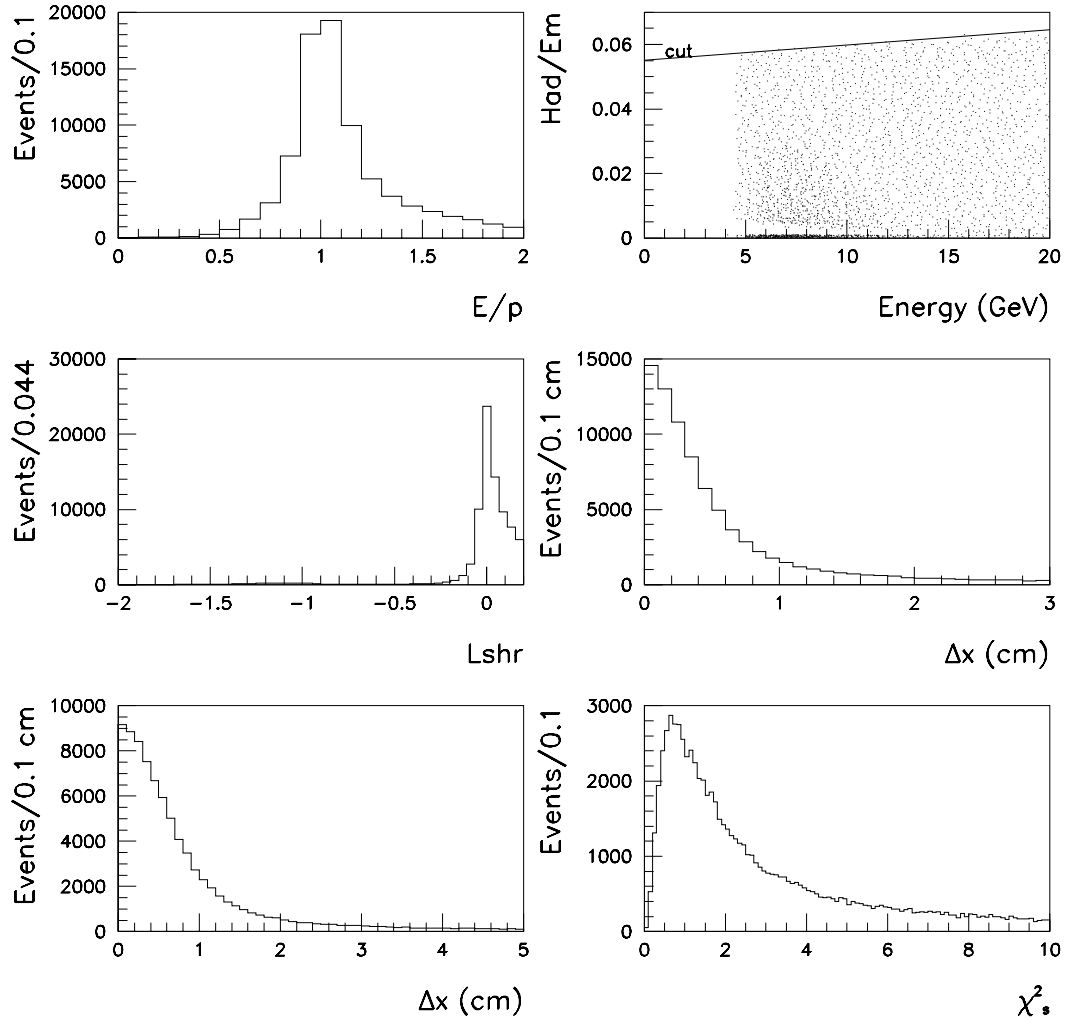 Events/0.1
20000
15000
10000
5000
0
0 0.5 1 1.5 2
E/p
Had/Em
0.06
0.04
0.02
0
cut
0 5 10 15 20
Energy (GeV)
Events/0.044
30000
20000
10000
0
−2 −1.5 −1 −0.5 0
Lshr
Events/0.1 cm
15000
10000
5000
0
0 1 2 3
Δx (cm)
Events/0.1 cm
10000
8000
6000
4000
2000
0
0 1 2 3 4 5
Δx (cm)
Events/0.1
3000
2000
1000
0
0 2 4 6 8 10
χ²ₛ